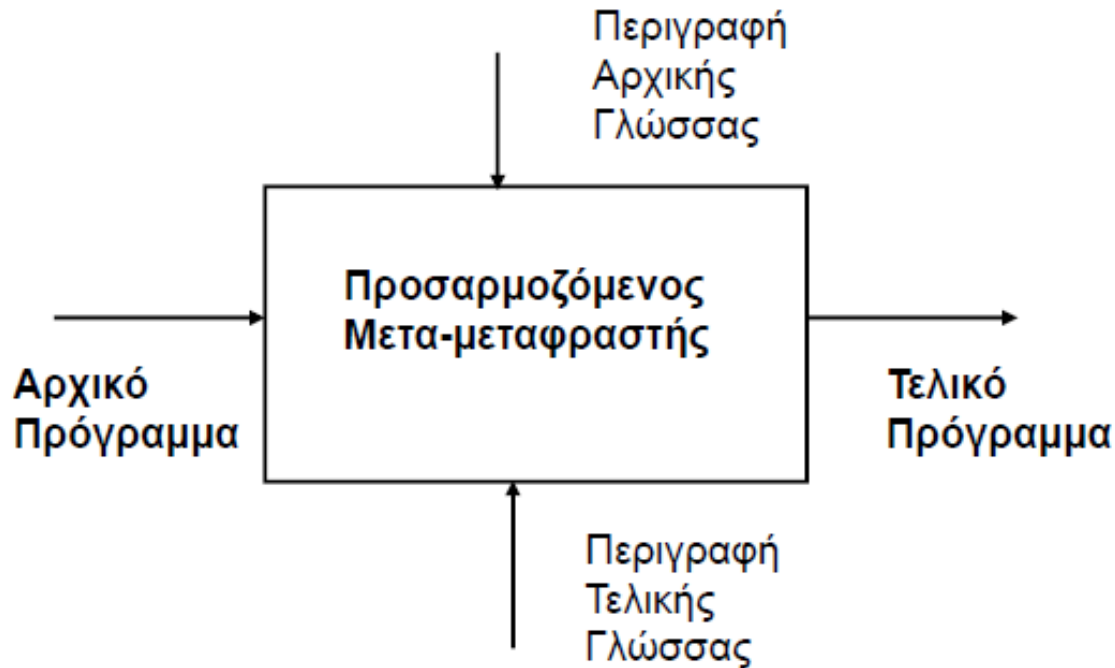 Περιγραφή
Αρχικής
Γλώσσας
Προσαρμοζόμενος
Μετα-μεταφραστής
Αρχικό
Πρόγραμμα
Τελικό
Πρόγραμμα
Περιγραφή
Τελικής
Γλώσσας